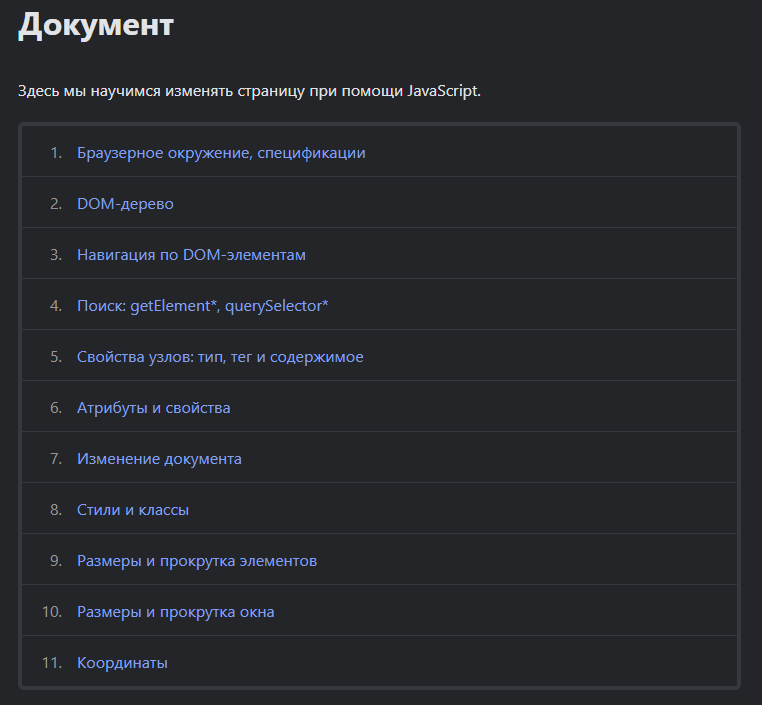 Документ
Здесь мы научимся изменять страницу при помощи JavaScript.
1. Браузерное окружение, спецификации
2. DOM-дерево
3. Навигация по DOM-элементам
4. Поиск: getElement*, querySelector*
5. Свойства узлов: тип, тег и содержимое
6. Атрибуты и свойства
7. Изменение документа
8. Стили и классы
9. Размеры и прокрутка элементов
10. Размеры и прокрутка окна
11. Координаты